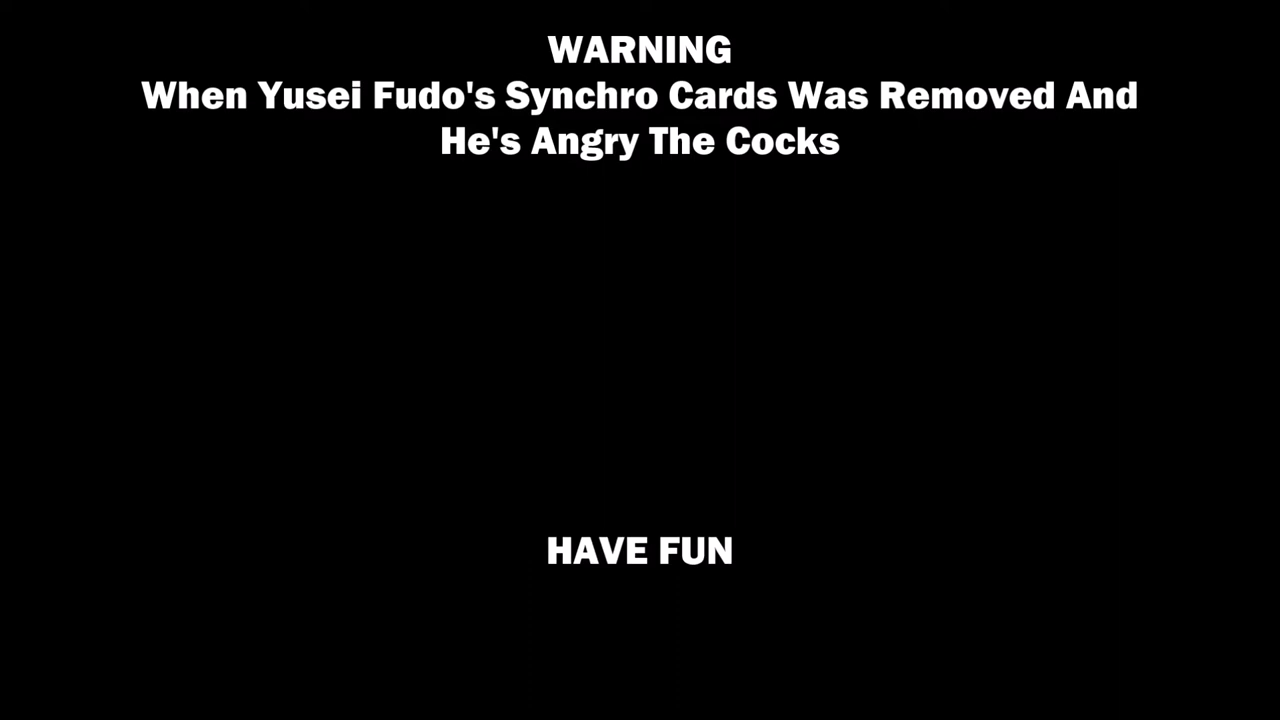 WARNING
When Yusei Fudo's Synchro Cards Was Removed And
He's Angry The Cocks
HAVE FUN